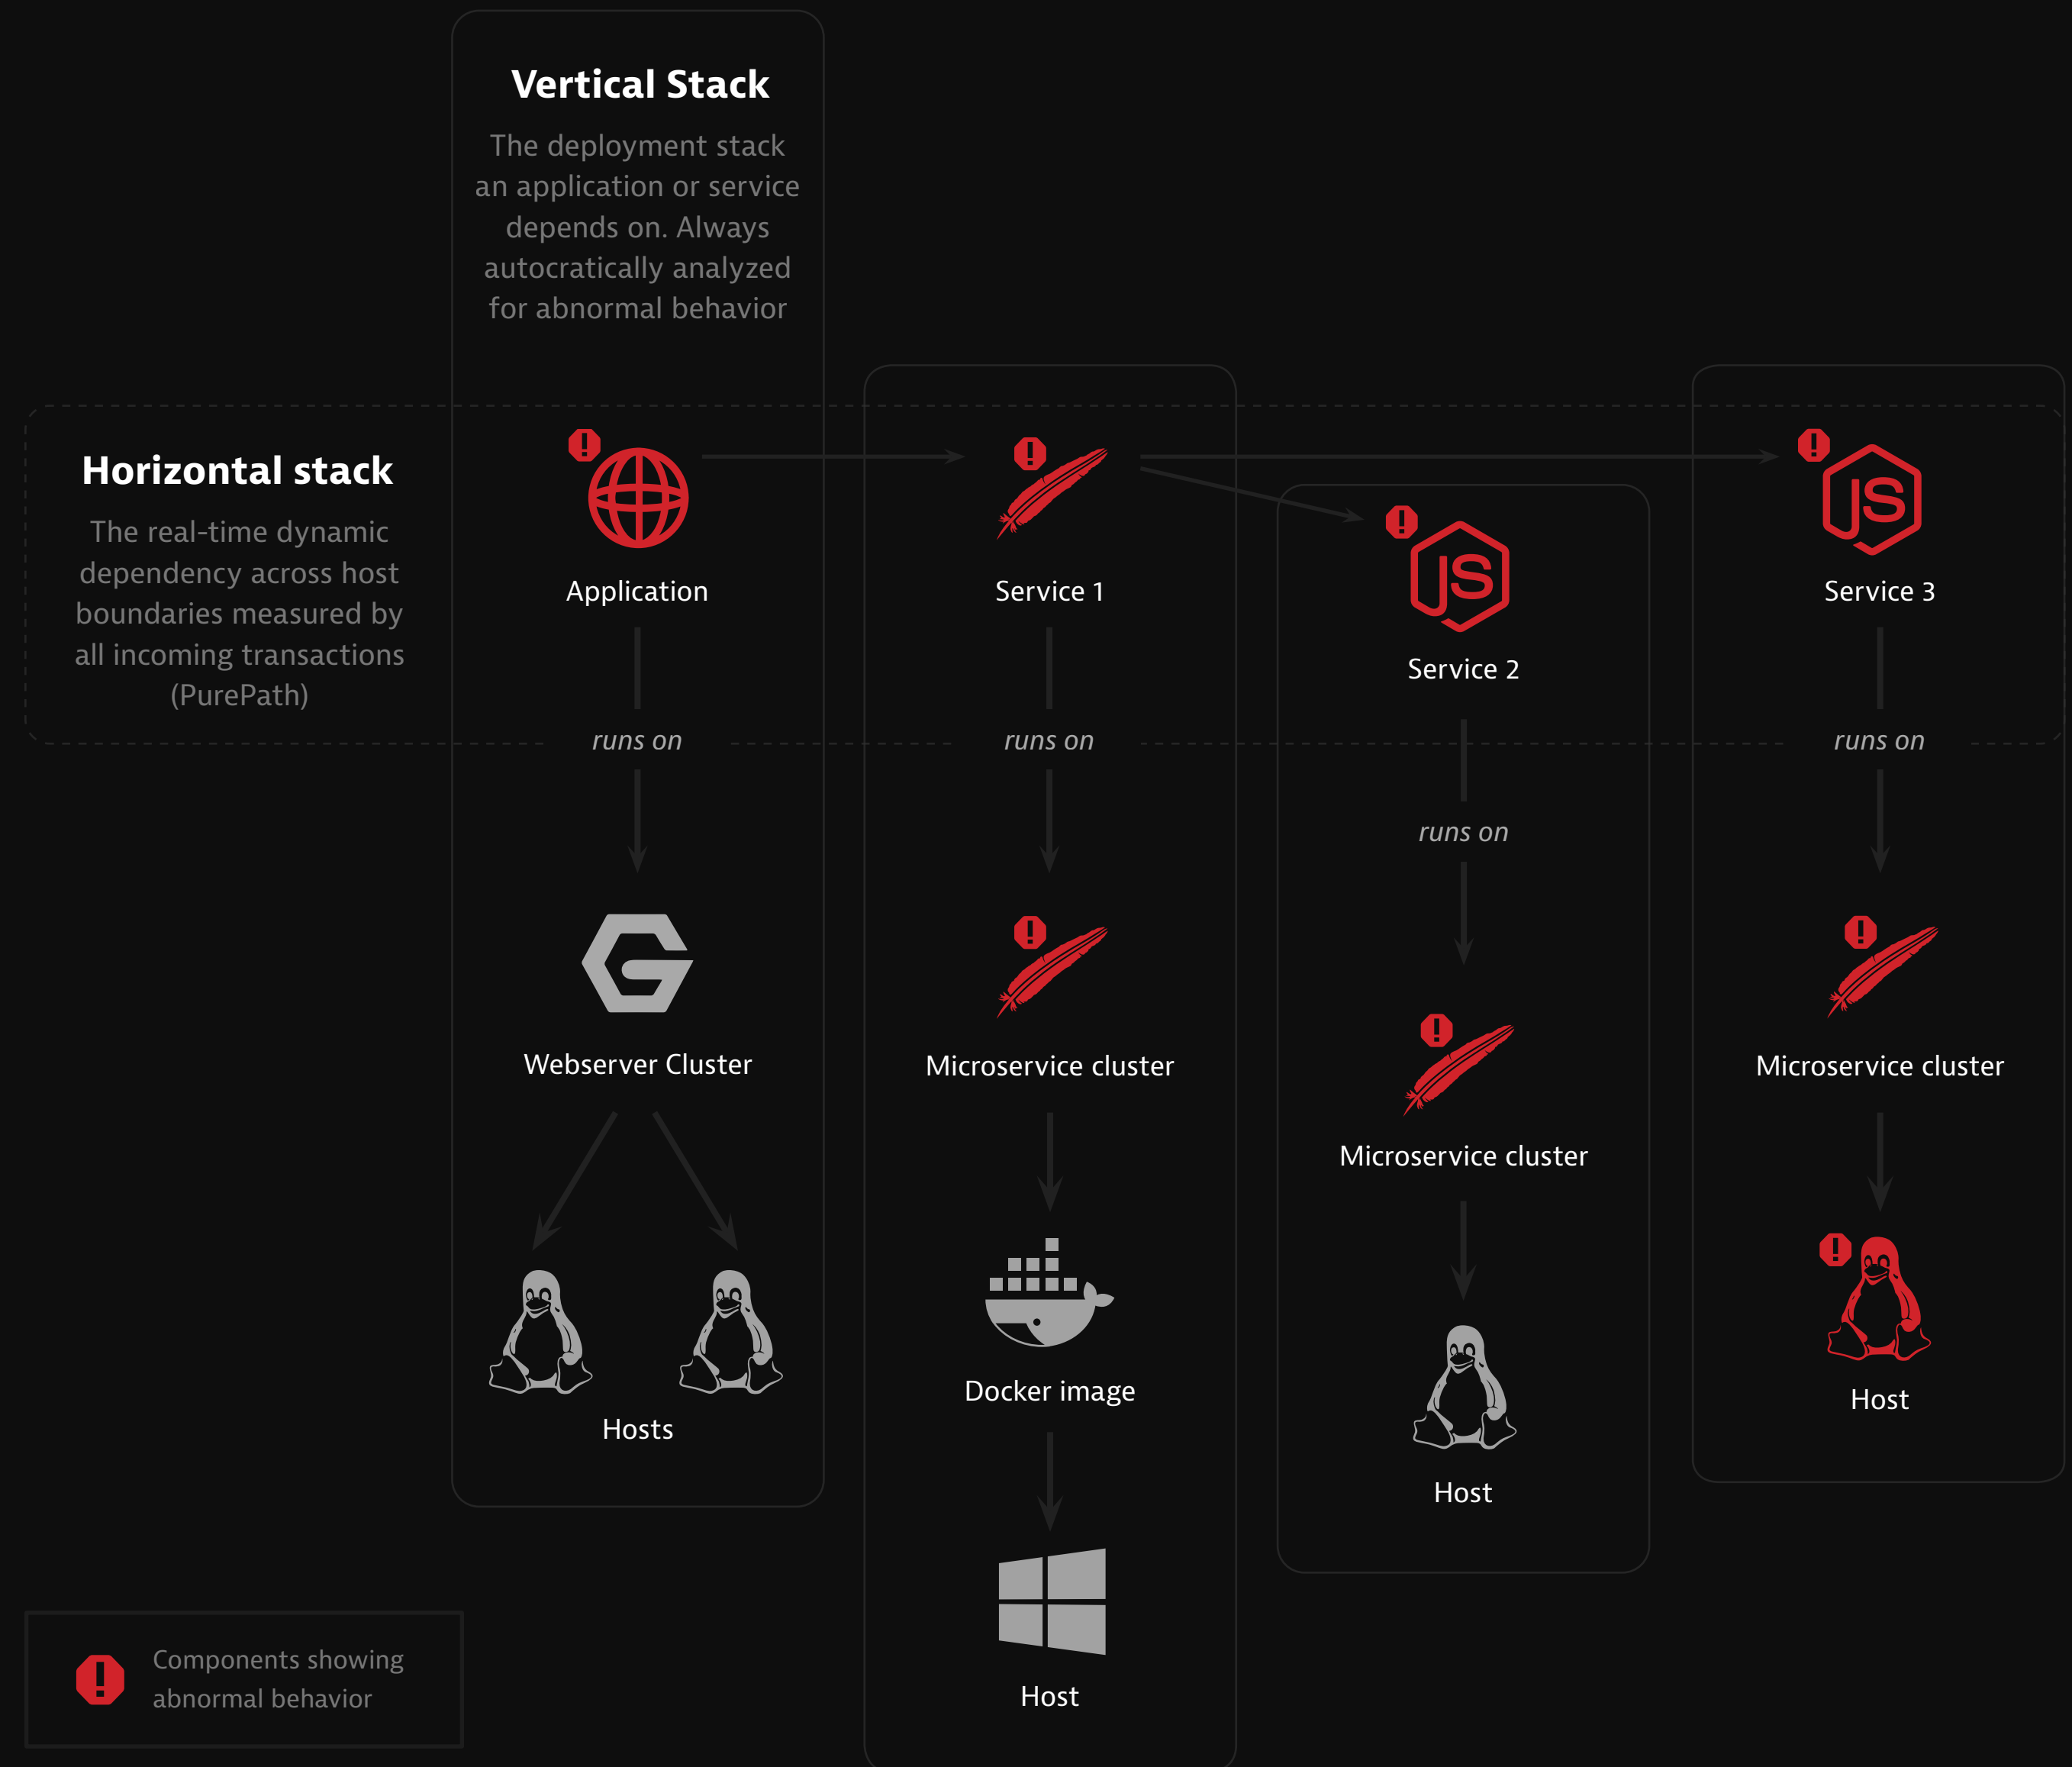 Vertical Stack
The deployment stack
an application or service
depends on. Always
autocratically analyzed
for abnormal behavior
Horizontal stack
The real-time dynamic
dependency across host
boundaries measured by
all incoming transactions
(PurePath)
Application
Service 1
JS
Service 2
JS
Service 3
runs on
runs on
runs on
runs on
Webserver Cluster
Microservice cluster
Microservice cluster
Microservice cluster
Hosts
Docker image
Host
Host
Host
Components showing
abnormal behavior